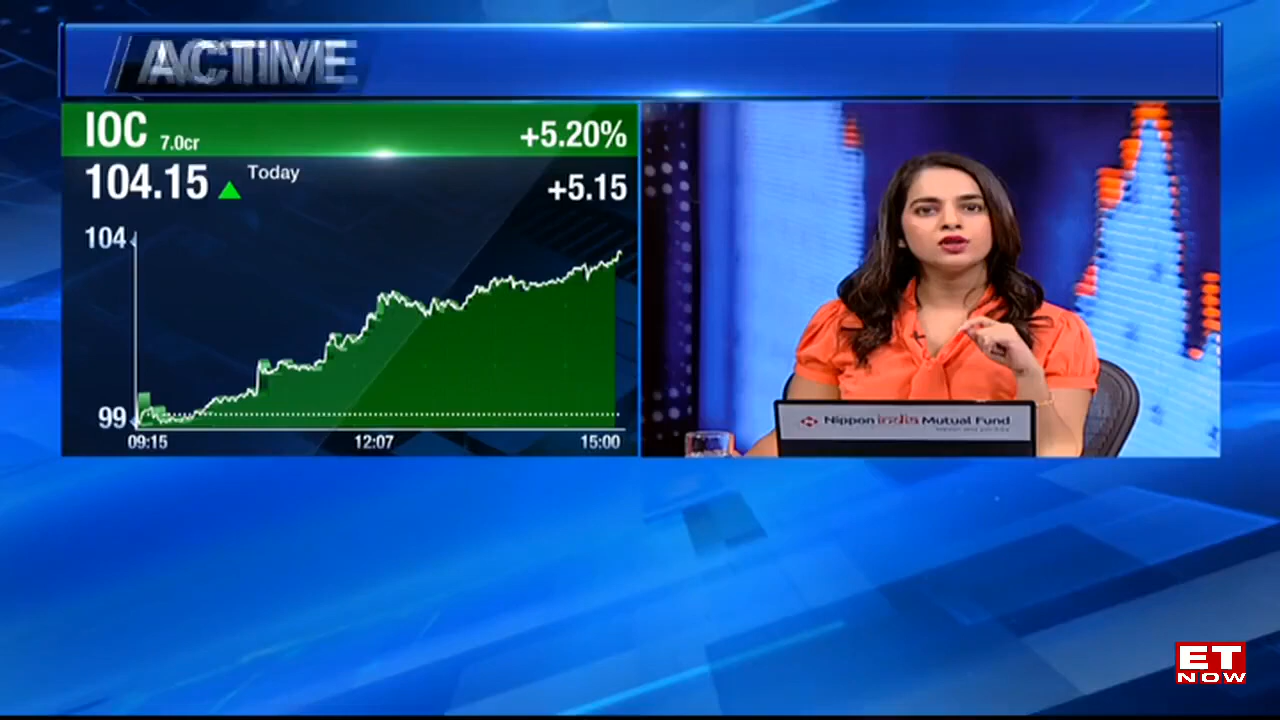 ACTIVE
IOC 7.0cr +5.20%
104.15 Today +5.15
104
99
09:15 12:07 15:00
Nippon india Mutual Fund
ET
NOW